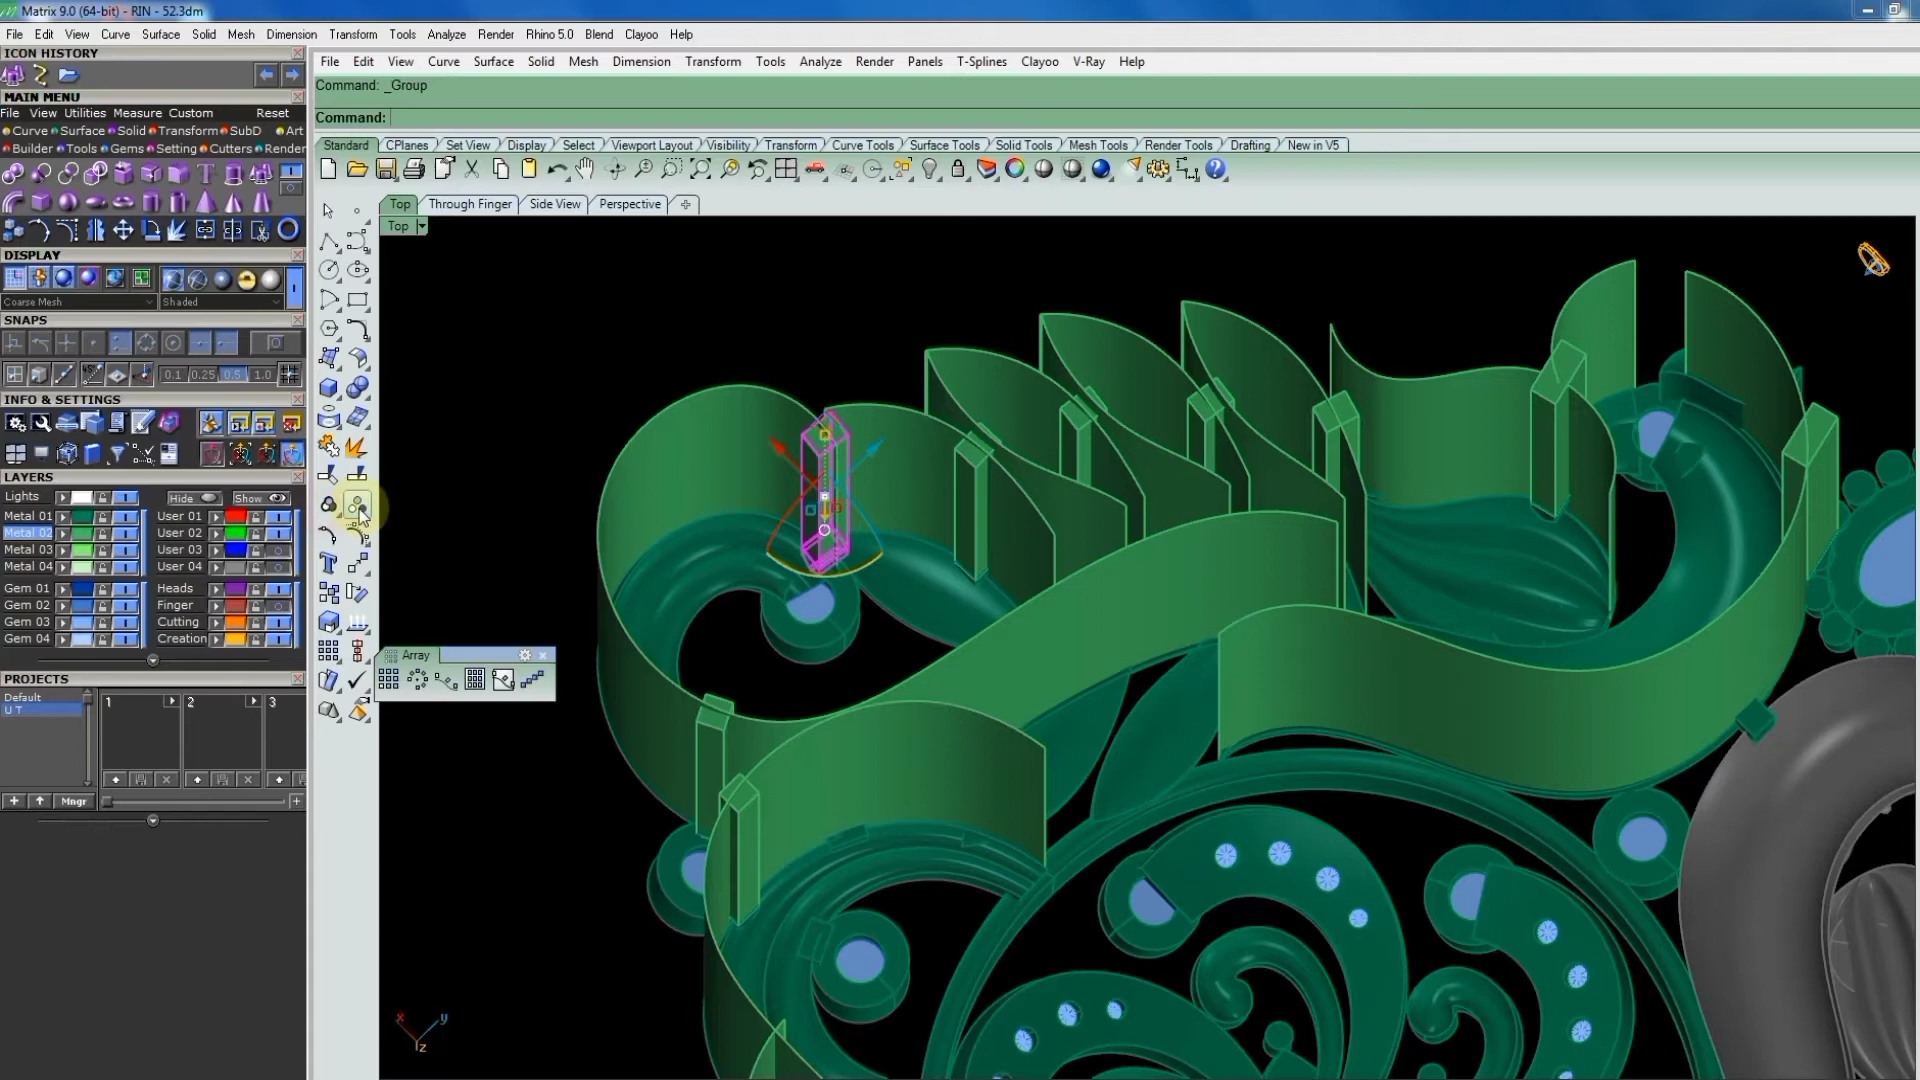 Matrix 9.0 (64-bit) - RIN - 52.3dm
File Edit View Curve Surface Solid Mesh Dimension Transform Tools Analyze Render Rhino 5.0 Blend Clayoo Help
ICON HISTORY
MAIN MENU
File View Utilities Measure Custom Reset
Curve Surface Solid Transform SubD Art
Builder Tools Gems Setting Cutters Render
DISPLAY
Coarse Mesh Shaded
SNAPS
0.1 0.25 0.5 1.0
INFO & SETTINGS
LAYERS
Lights Hide Show
Metal 01 User 01
Metal 02 User 02
Metal 03 User 03
Metal 04 User 04
Gem 01 Heads
Gem 02 Finger
Gem 03 Cutting
Gem 04 Creation
PROJECTS
Default
U T
1 2 3
Mngr
File Edit View Curve Surface Solid Mesh Dimension Transform Tools Analyze Render Panels T-Splines Clayoo V-Ray Help
Command: _Group
Command:
Standard CPlanes Set View Display Select Viewport Layout Visibility Transform Curve Tools Surface Tools Solid Tools Mesh Tools Render Tools Drafting New in V5
Top Through Finger Side View Perspective
Top
Array
x y
z